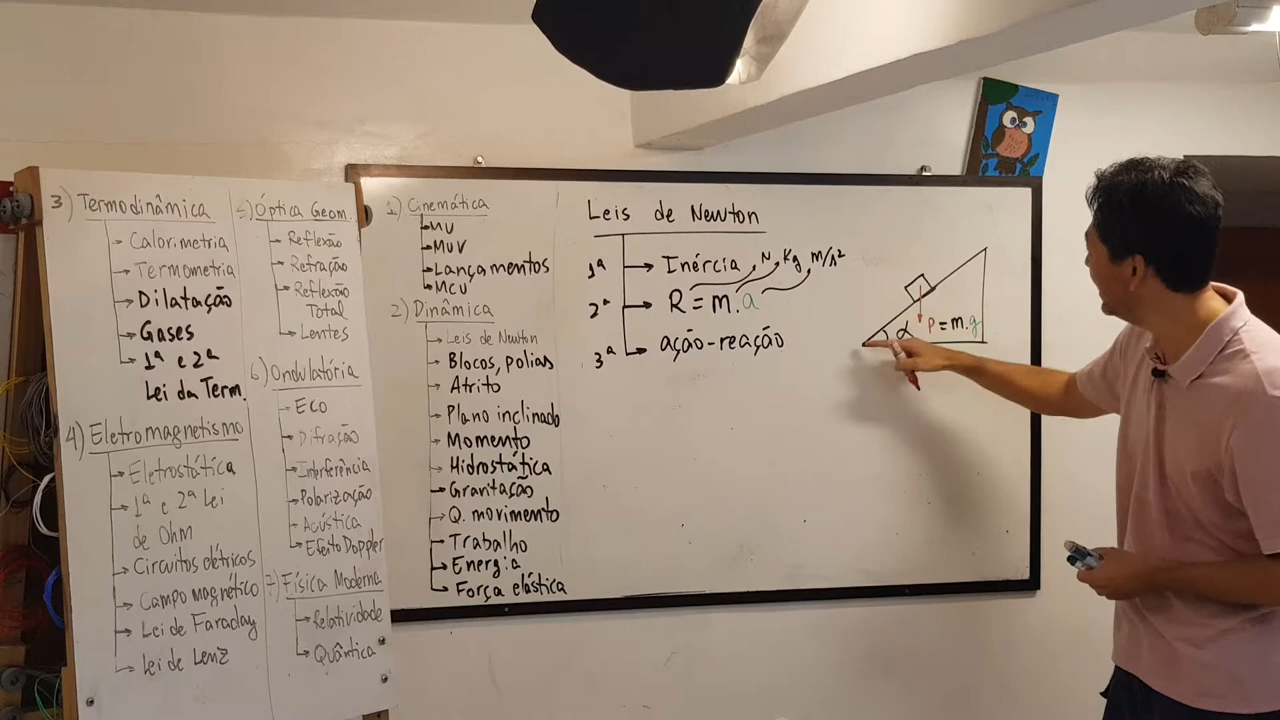 3) Termodinâmica
Calorimetria
Termometria
Dilatação
Gases
1ª e 2ª
Lei da Term.
4) Eletromagnetismo
Eletrostática
1ª e 2ª Lei
de Ohm
Circuitos elétricos
Campo magnético
Lei de Faraday
Lei de Lenz
5) Óptica Geom.
Reflexão
Refração
Reflexão
Total
Lentes
6) Ondulatória
Eco
Difração
Interferência
Polarização
Acústica
Efeito Doppler
7) Física Moderna
Relatividade
Quântica
1) Cinemática
MU
MUV
Lançamentos
MCU
2) Dinâmica
Leis de Newton
Blocos, polias
Atrito
Plano inclinado
Momento
Hidrostática
Gravitação
Q. movimento
Trabalho
Energia
Força elástica
Leis de Newton
1ª Inércia N Kg m/s²
2ª R = m.a
3ª ação-reação
α P = m.g